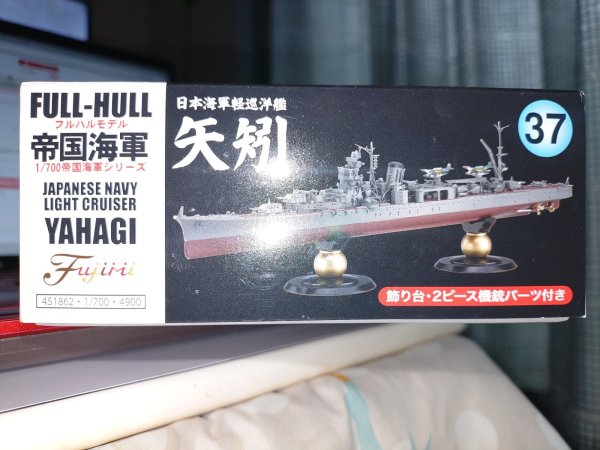 FULL-HULL
フルハルモデル
帝国海軍
1/700帝国海軍シリーズ
JAPANESE NAVY
LIGHT CRUISER
YAHAGI
Fujimi
451862・1/700・4900
日本海軍軽巡洋艦
矢矧
37
飾り台・2ピース機銃パーツ付き